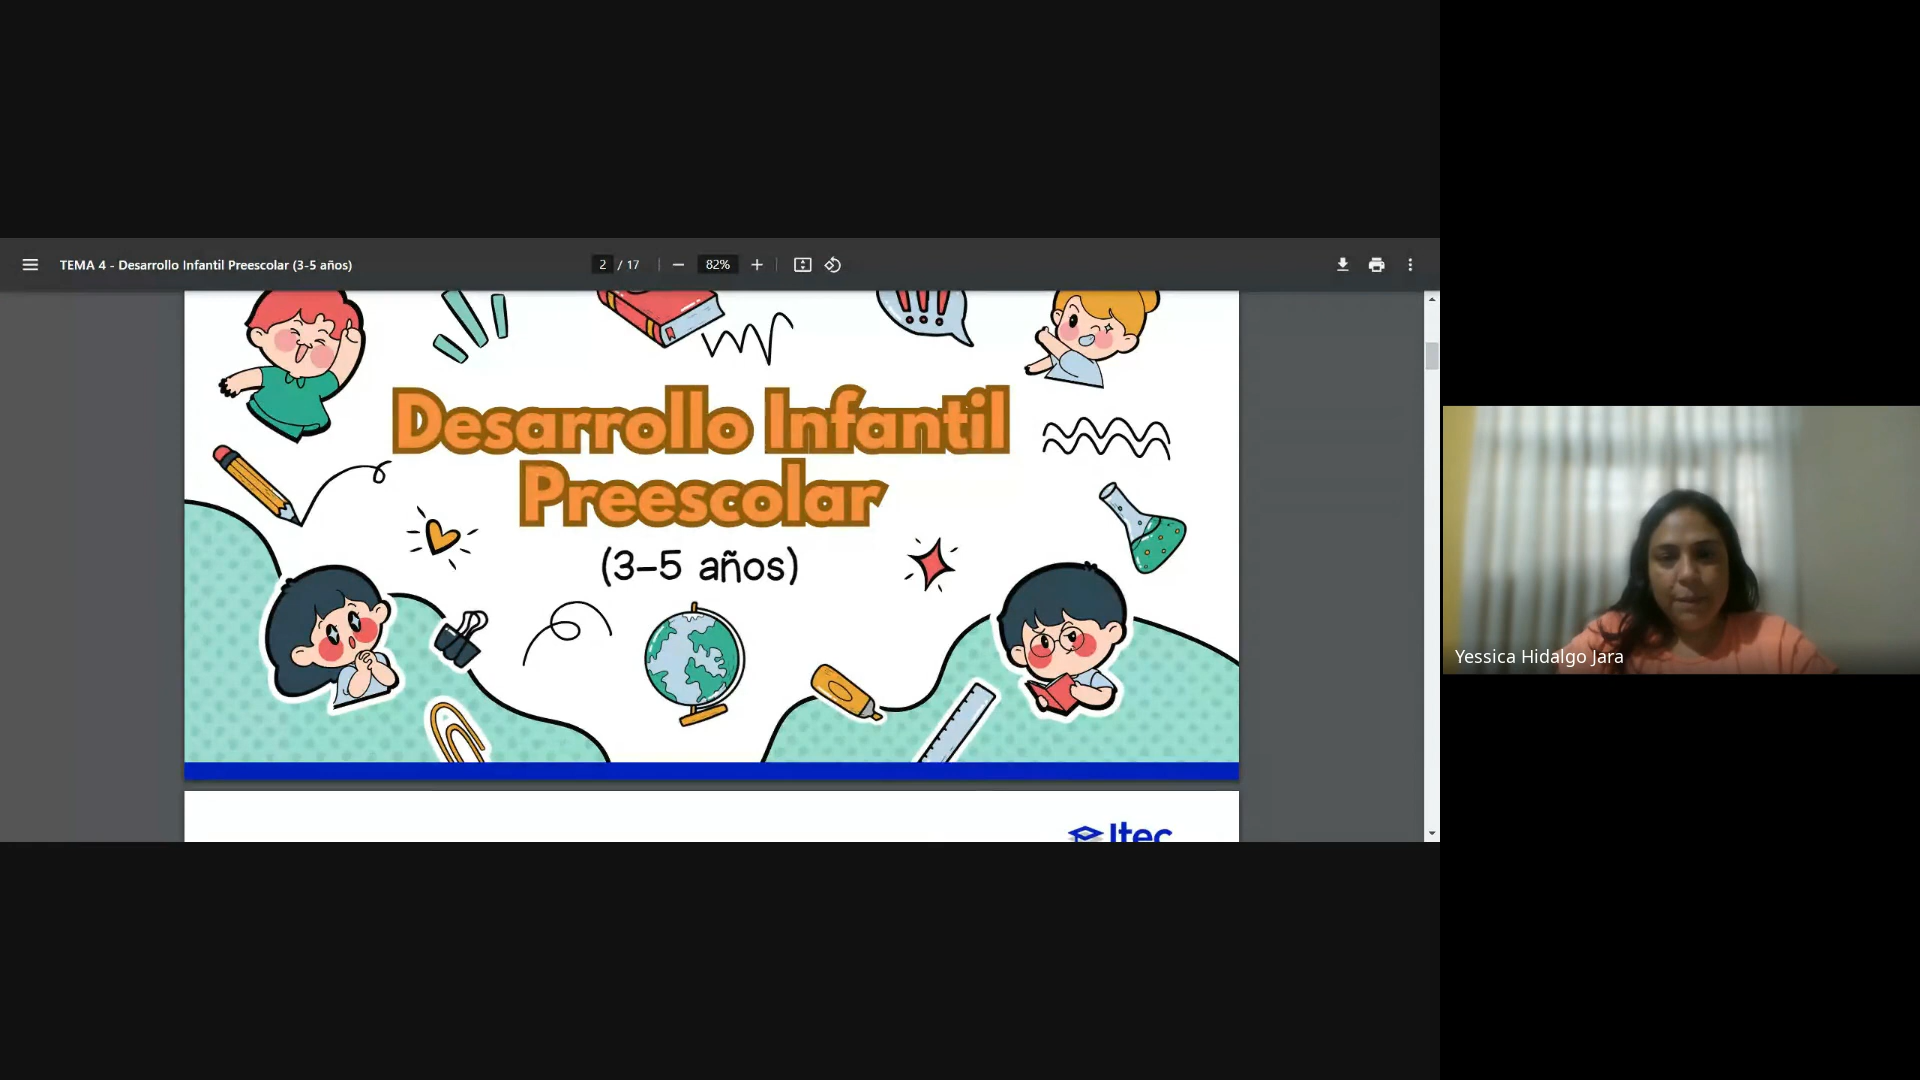 TEMA 4 - Desarrollo Infantil Preescolar (3-5 años)
2 / 17
82%
Desarrollo Infantil
Preescolar
(3-5 años)
Itec
Yessica Hidalgo Jara